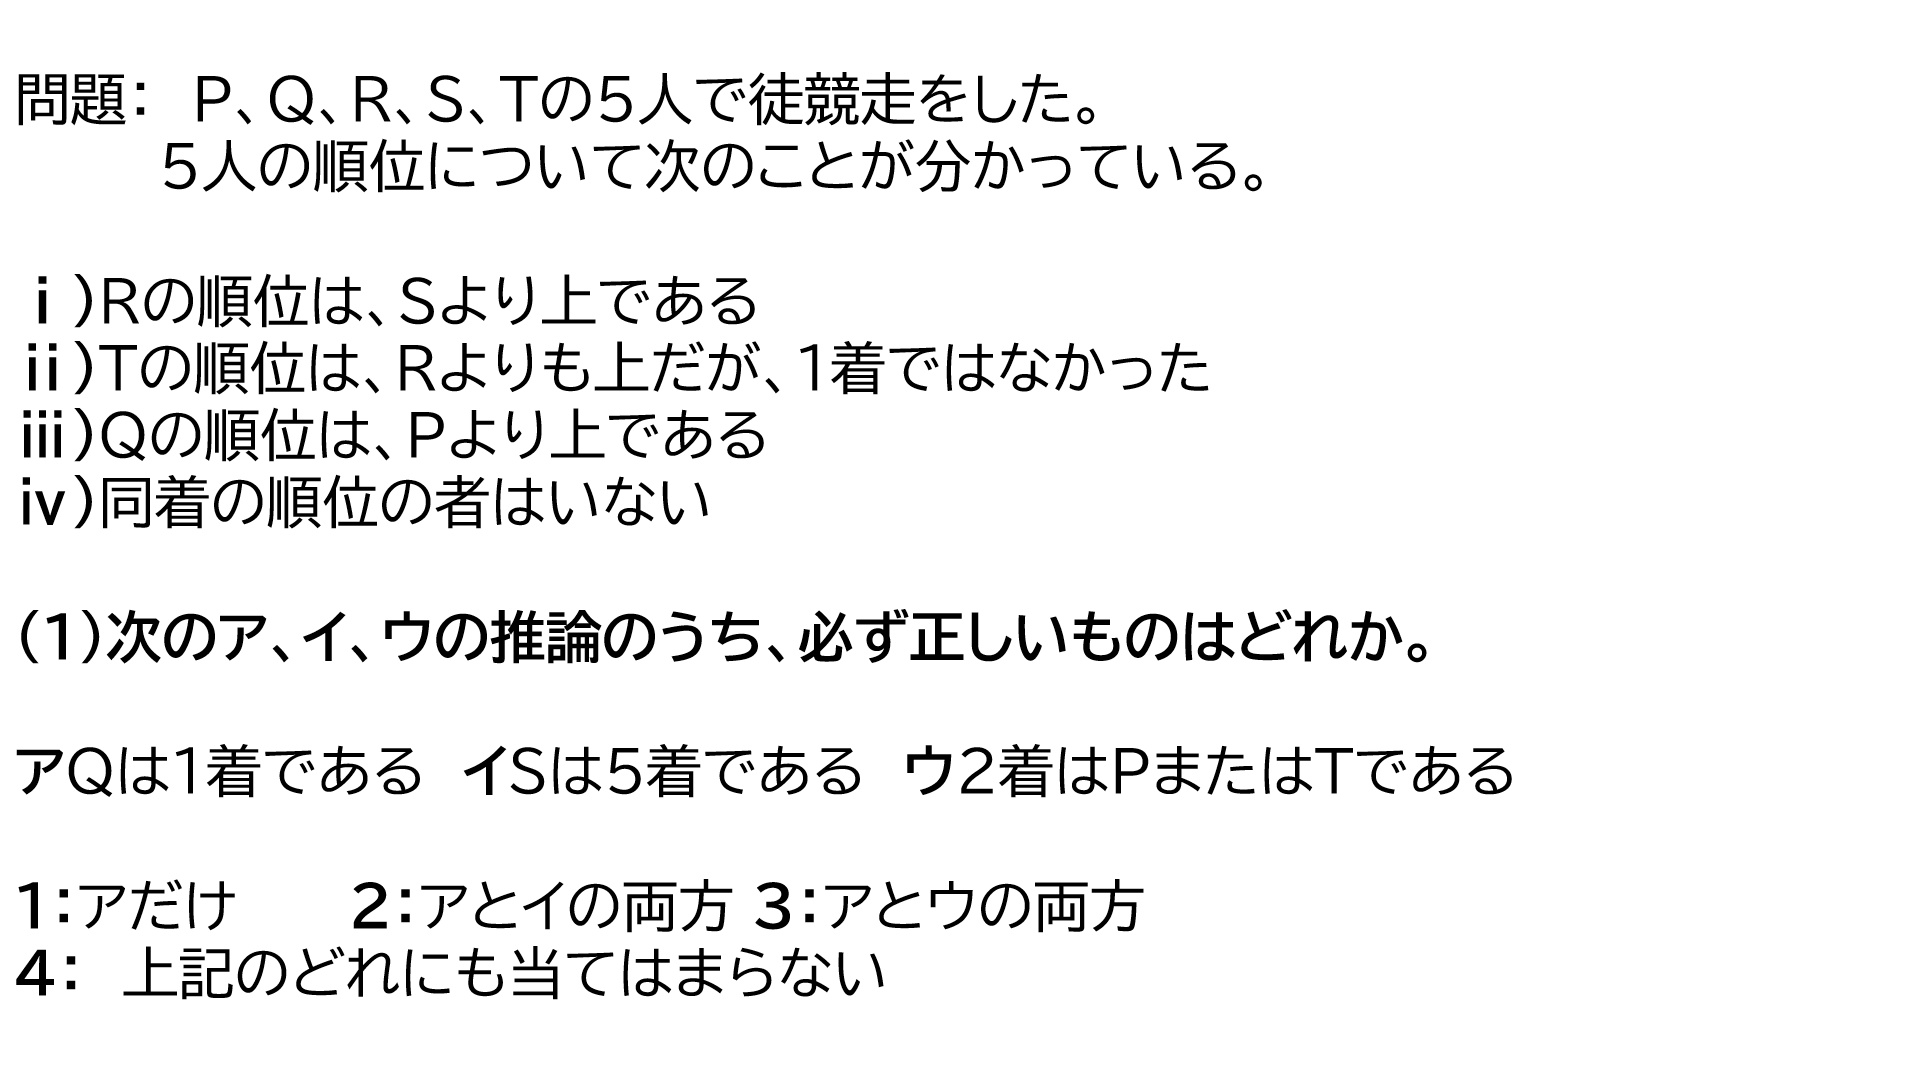 問題：　P、Q、R、S、Tの5人で徒競走をした。
5人の順位について次のことが分かっている。
ⅰ)Rの順位は、Sより上である
ⅱ)Tの順位は、Rよりも上だが、1着ではなかった
ⅲ)Qの順位は、Pより上である
ⅳ)同着の順位の者はいない
(1)次のア、イ、ウの推論のうち、必ず正しいものはどれか。
アQは1着である　イSは5着である　ウ2着はPまたはTである
1：アだけ　　2：アとイの両方 3：アとウの両方
4：　上記のどれにも当てはまらない